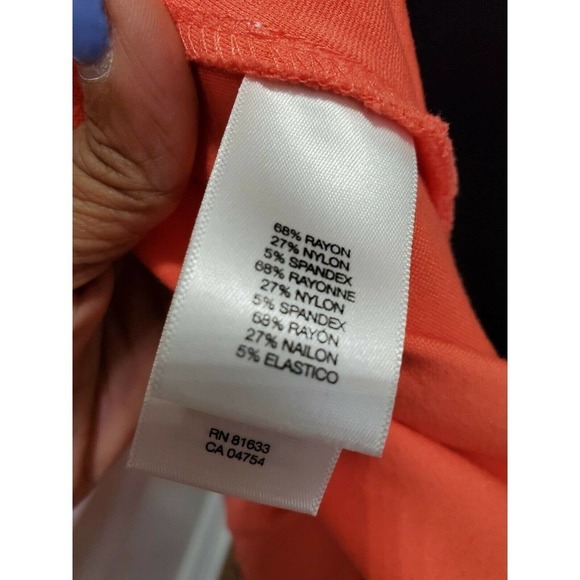 68% RAYON
27% NYLON
5% SPANDEX
68% RAYONNE
27% NYLON
5% SPANDEX
68% RAYÓN
27% NAILON
5% ELASTICO
RN 81633
CA 04754